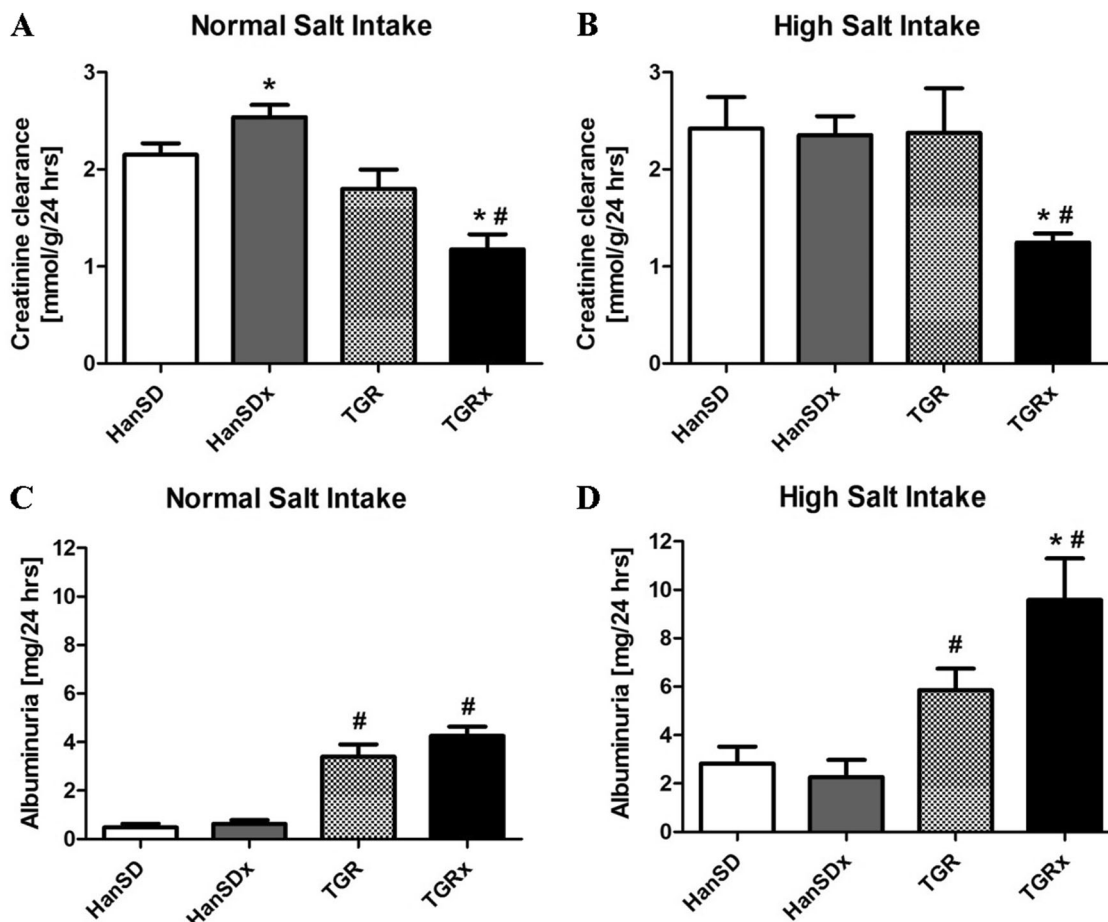 A
Normal Salt Intake
Creatinine clearance
[mmol/g/24 hrs]
3
2
1
0
*
* #
HanSD
HanSDx
TGR
TGRx
B
High Salt Intake
Creatinine clearance
[mmol/g/24 hrs]
3
2
1
0
* #
HanSD
HanSDx
TGR
TGRx
C
Normal Salt Intake
Albuminuria [mg/24 hrs]
12
10
8
6
4
2
0
#
#
HanSD
HanSDx
TGR
TGRx
D
High Salt Intake
Albuminuria [mg/24 hrs]
12
10
8
6
4
2
0
#
* #
HanSD
HanSDx
TGR
TGRx